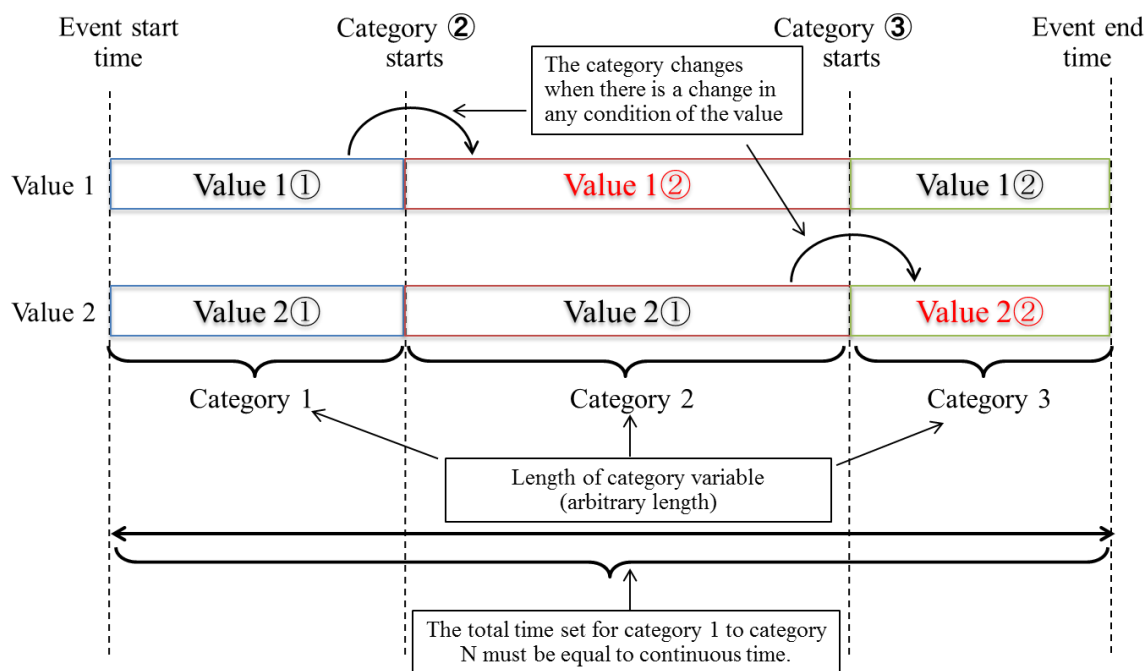 Event start
time
Category ②
starts
Category ③
starts
Event end
time
The category changes
when there is a change in
any condition of the value
Value 1
Value 1①
Value 1②
Value 1②
Value 2
Value 2①
Value 2①
Value 2②
Category 1
Category 2
Category 3
Length of category variable
(arbitrary length)
The total time set for category 1 to category
N must be equal to continuous time.